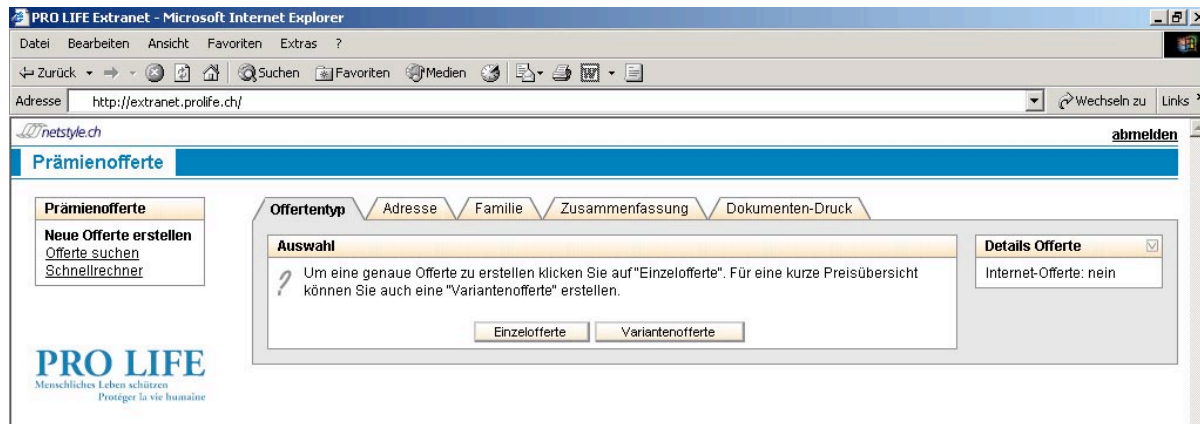 PRO LIFE Extranet - Microsoft Internet Explorer
Datei Bearbeiten Ansicht Favoriten Extras ?
Zurück Suchen Favoriten Medien
Adresse http://extranet.prolife.ch/ Wechseln zu Links
netstyle.ch
abmelden
Prämienofferte
Prämienofferte
Neue Offerte erstellen
Offerte suchen
Schnellrechner
Offertentyp Adresse Familie Zusammenfassung Dokumenten-Druck
Auswahl
Um eine genaue Offerte zu erstellen klicken Sie auf "Einzelofferte". Für eine kurze Preisübersicht
können Sie auch eine "Variantenofferte" erstellen.
Einzelofferte Variantenofferte
Details Offerte
Internet-Offerte: nein
PRO LIFE
Menschliches Leben schützen
Protéger la vie humaine